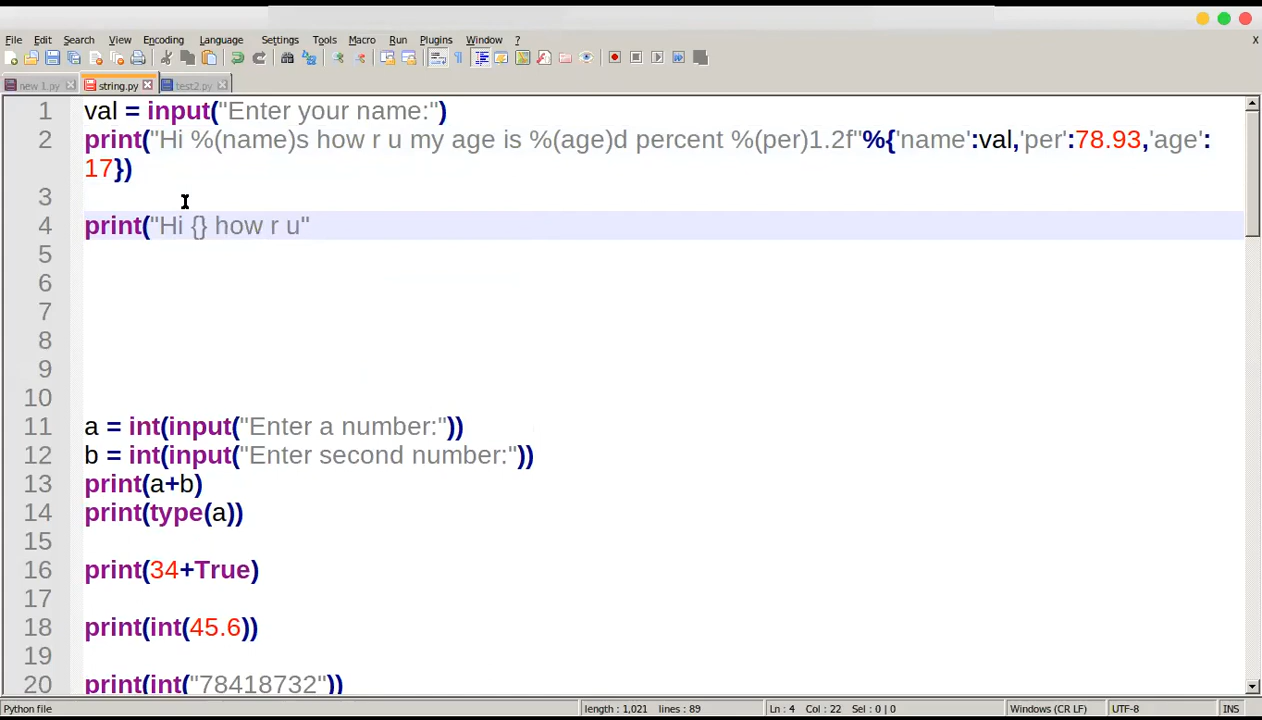 File Edit Search View Encoding Language Settings Tools Macro Run Plugins Window ? X
new 1.py string.py test2.py
1 val = input("Enter your name:")
2 print("Hi %(name)s how r u my age is %(age)d percent %(per)1.2f"%{'name':val,'per':78.93,'age':
17})
3
4 print("Hi {} how r u"
5
6
7
8
9
10
11 a = int(input("Enter a number:"))
12 b = int(input("Enter second number:"))
13 print(a+b)
14 print(type(a))
15
16 print(34+True)
17
18 print(int(45.6))
19
20 print(int("78418732"))
Python file length : 1,021 lines : 89 Ln : 4 Col : 22 Sel : 0 | 0 Windows (CR LF) UTF-8 INS